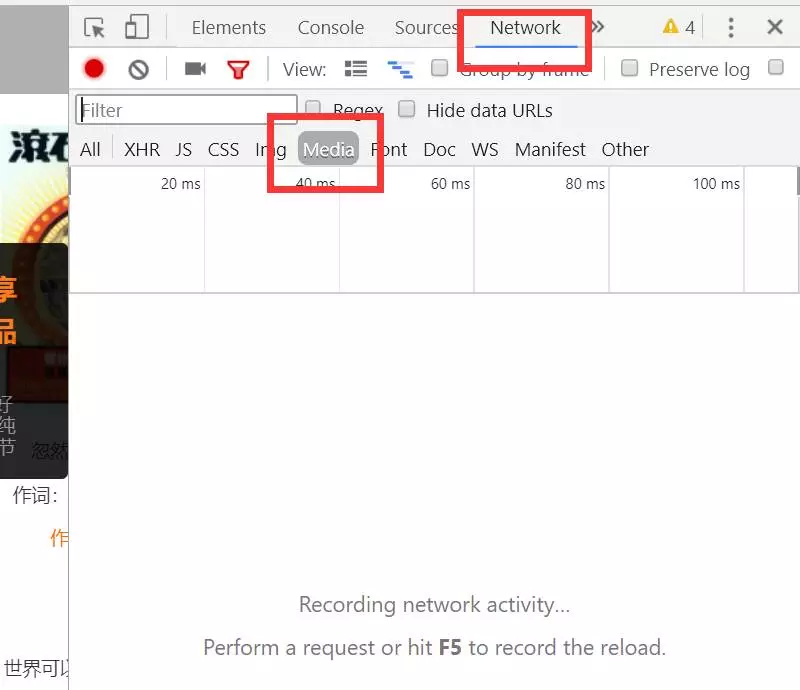 Elements Console Sources Network » 4
View: Group by frame Preserve log
Filter Regex Hide data URLs
All XHR JS CSS Img Media Font Doc WS Manifest Other
20 ms 40 ms 60 ms 80 ms 100 ms
滚石
享
品
好
纯
节
忽然
作词：
作
世界可以
Recording network activity…
Perform a request or hit F5 to record the reload.